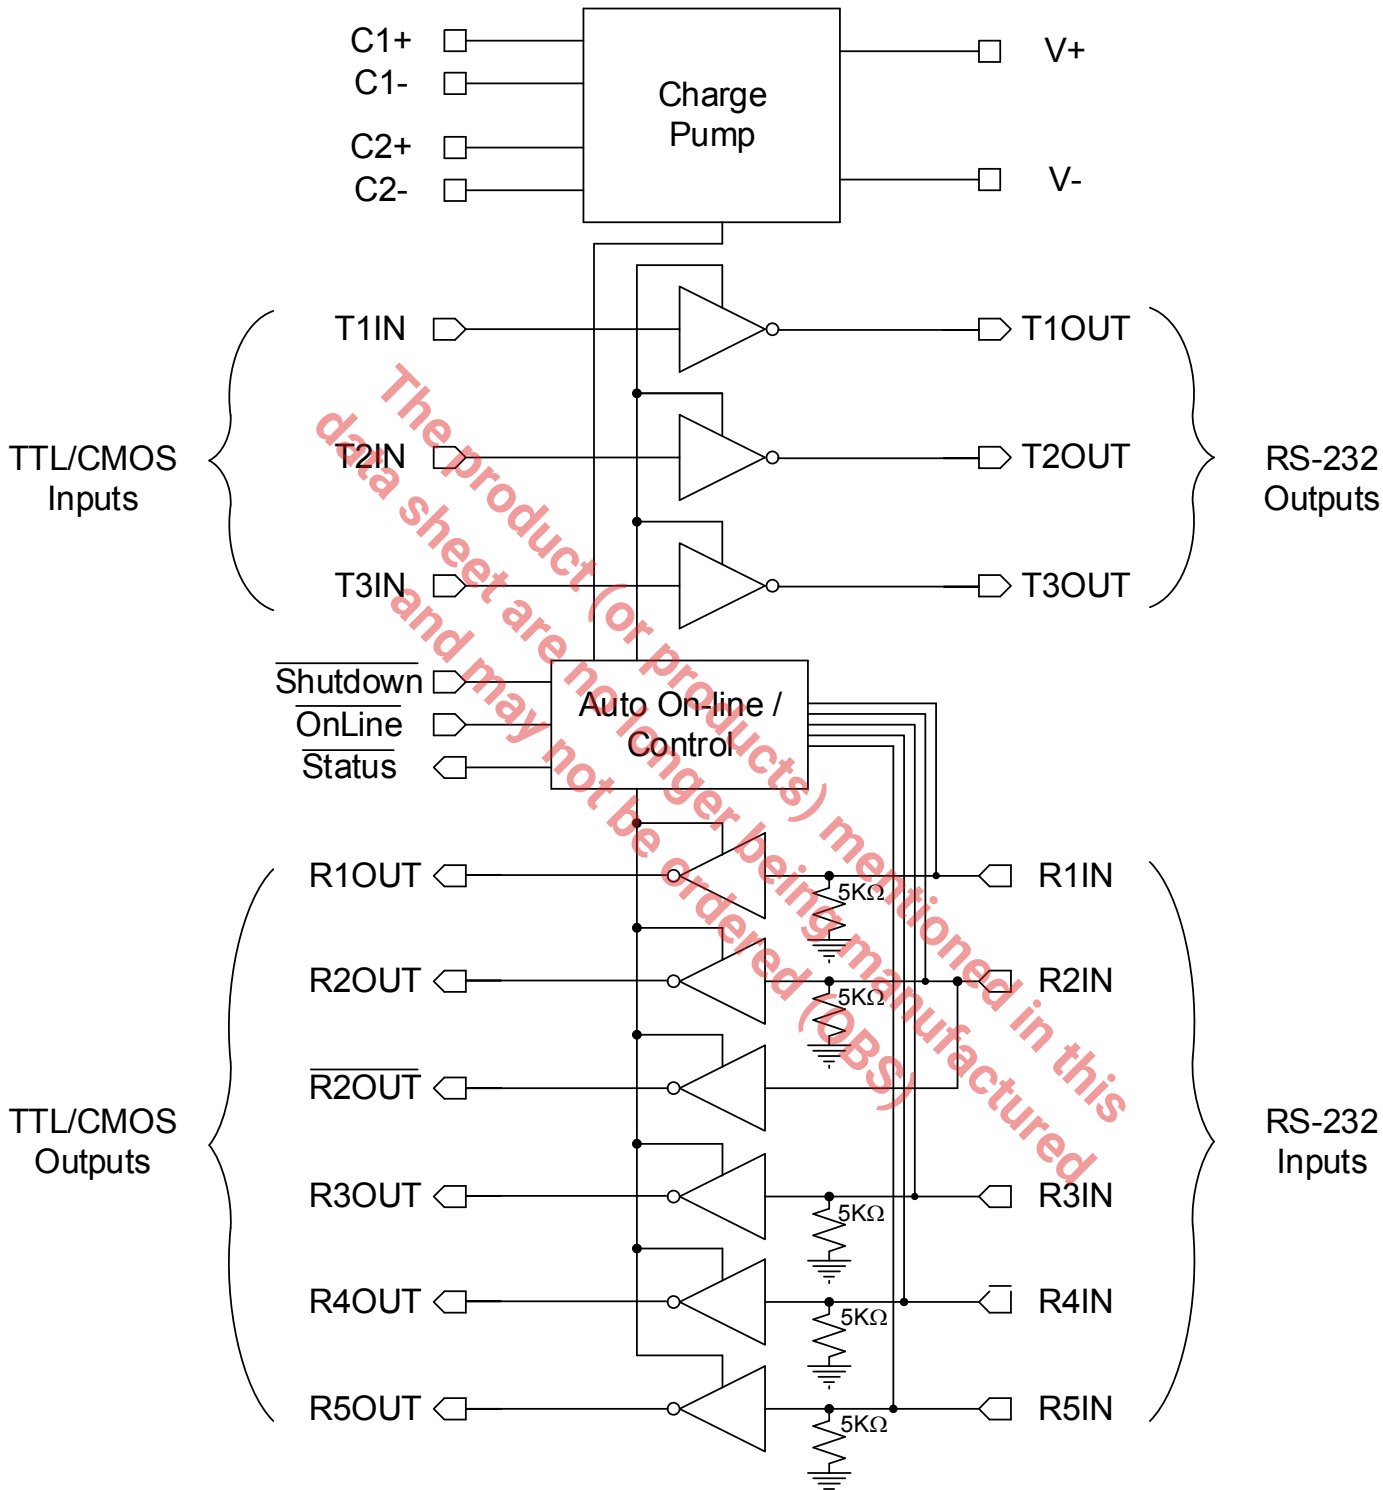 C1+
C1-
C2+
C2-
Charge
Pump
V+
V-
TTL/CMOS
Inputs
T1IN
T2IN
T3IN
T1OUT
T2OUT
T3OUT
RS-232
Outputs
Shutdown
OnLine
Status
Auto On-line /
Control
TTL/CMOS
Outputs
R1OUT
R2OUT
R2OUT
R3OUT
R4OUT
R5OUT
5KΩ
5KΩ
5KΩ
5KΩ
5KΩ
R1IN
R2IN
R3IN
R4IN
R5IN
RS-232
Inputs
The product (or products) mentioned in this
data sheet are no longer being manufactured
and may not be ordered (OBS)